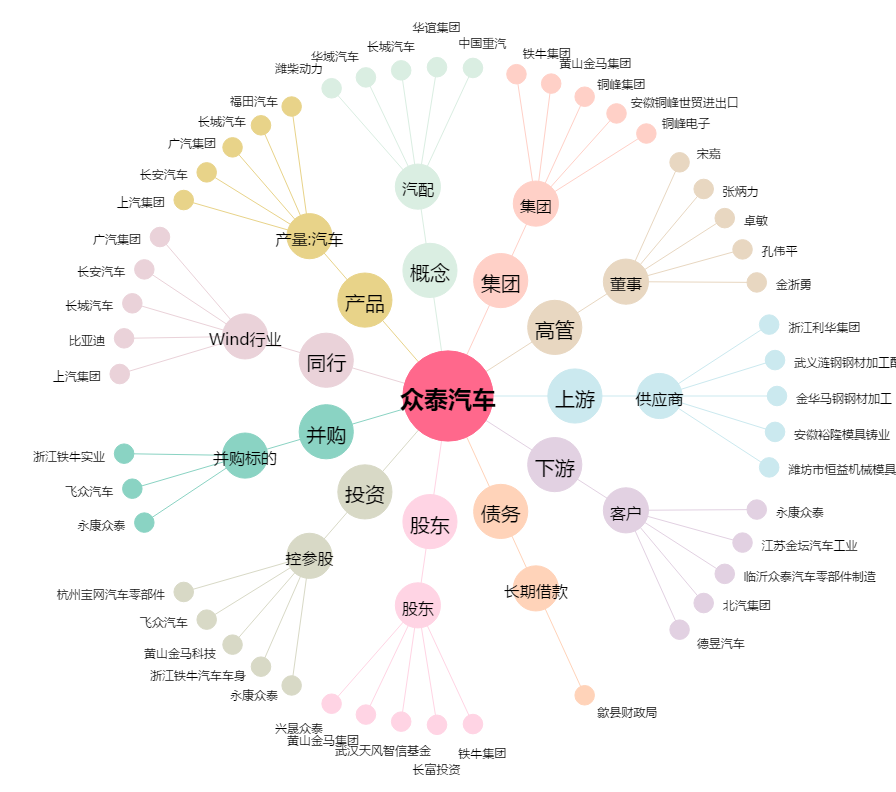 华谊集团
长城汽车
中国重汽
华域汽车
潍柴动力
汽配
概念
铁牛集团
黄山金马集团
铜峰集团
安徽铜峰世贸进出口
铜峰电子
集团
集团
宋嘉
张炳力
卓敏
孔伟平
金浙勇
董事
高管
浙江利华集团
武义涟钢钢材加工配
金华马钢钢材加工
安徽裕隆模具铸业
潍坊市恒益机械模具
供应商
上游
永康众泰
江苏金坛汽车工业
临沂众泰汽车零部件制造
北汽集团
德昱汽车
客户
下游
歙县财政局
长期借款
债务
铁牛集团
长富投资
武汉天风智信基金
黄山金马集团
兴晟众泰
股东
股东
永康众泰
浙江铁牛汽车车身
黄山金马科技
飞众汽车
杭州宝网汽车零部件
控参股
投资
永康众泰
飞众汽车
浙江铁牛实业
并购标的
并购
上汽集团
比亚迪
长城汽车
长安汽车
广汽集团
Wind行业
同行
上汽集团
长安汽车
广汽集团
长城汽车
福田汽车
产量:汽车
产品
众泰汽车